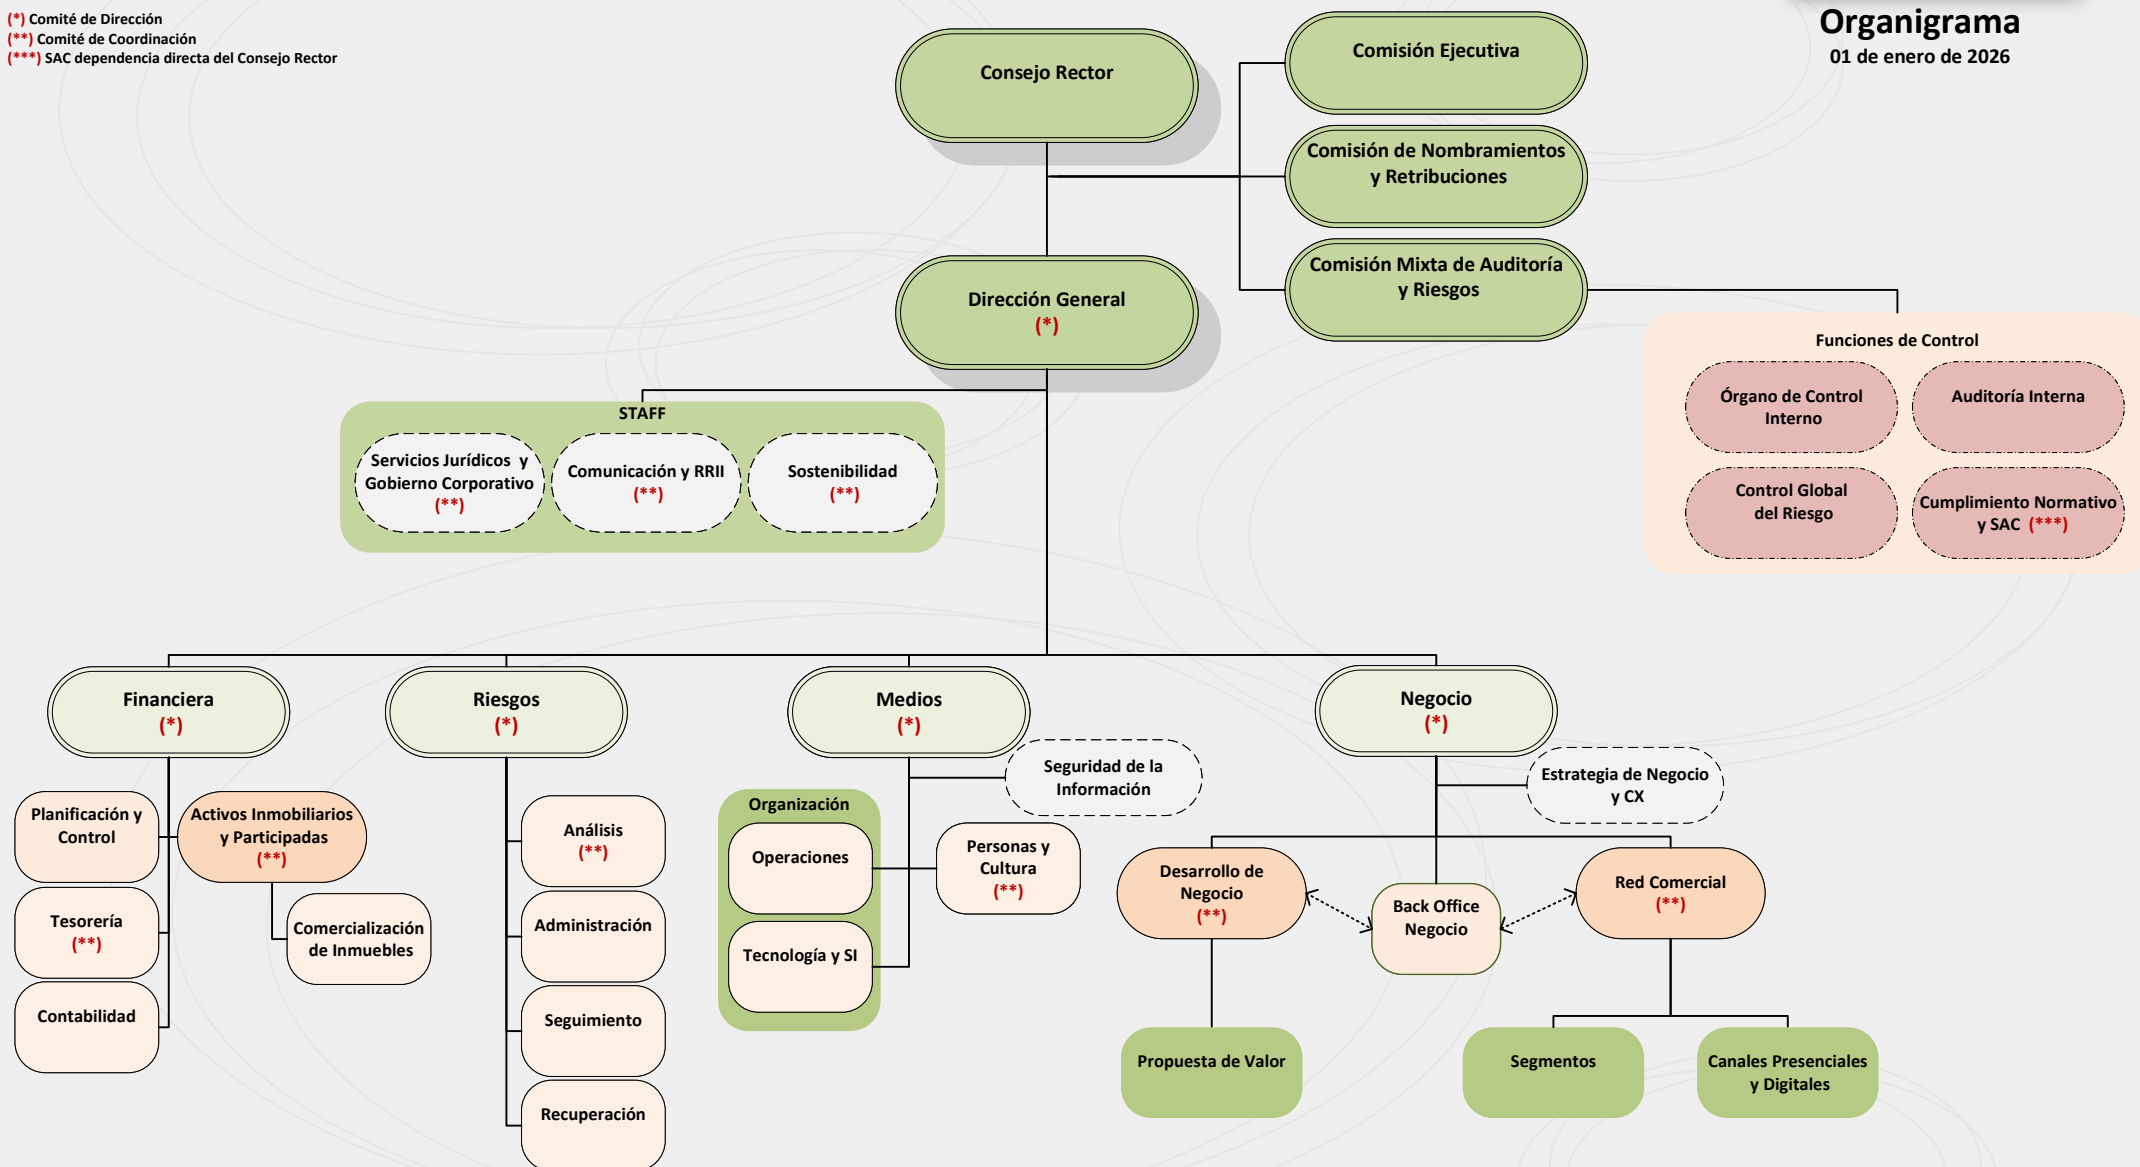 (*) Comité de Dirección
(**) Comité de Coordinación
(***) SAC dependencia directa del Consejo Rector
Organigrama
01 de enero de 2026
Consejo Rector
Comisión Ejecutiva
Comisión de Nombramientos
y Retribuciones
Comisión Mixta de Auditoría
y Riesgos
Dirección General
(*)
Funciones de Control
Órgano de Control
Interno
Auditoría Interna
Control Global
del Riesgo
Cumplimiento Normativo
y SAC (***)
STAFF
Servicios Jurídicos y
Gobierno Corporativo
(**)
Comunicación y RRII
(**)
Sostenibilidad
(**)
Financiera
(*)
Riesgos
(*)
Medios
(*)
Negocio
(*)
Planificación y
Control
Activos Inmobiliarios
y Participadas
(**)
Tesorería
(**)
Comercialización
de Inmuebles
Contabilidad
Análisis
(**)
Administración
Seguimiento
Recuperación
Seguridad de la
Información
Organización
Operaciones
Personas y
Cultura
(**)
Tecnología y SI
Estrategia de Negocio
y CX
Desarrollo de
Negocio
(**)
Back Office
Negocio
Red Comercial
(**)
Propuesta de Valor
Segmentos
Canales Presenciales
y Digitales